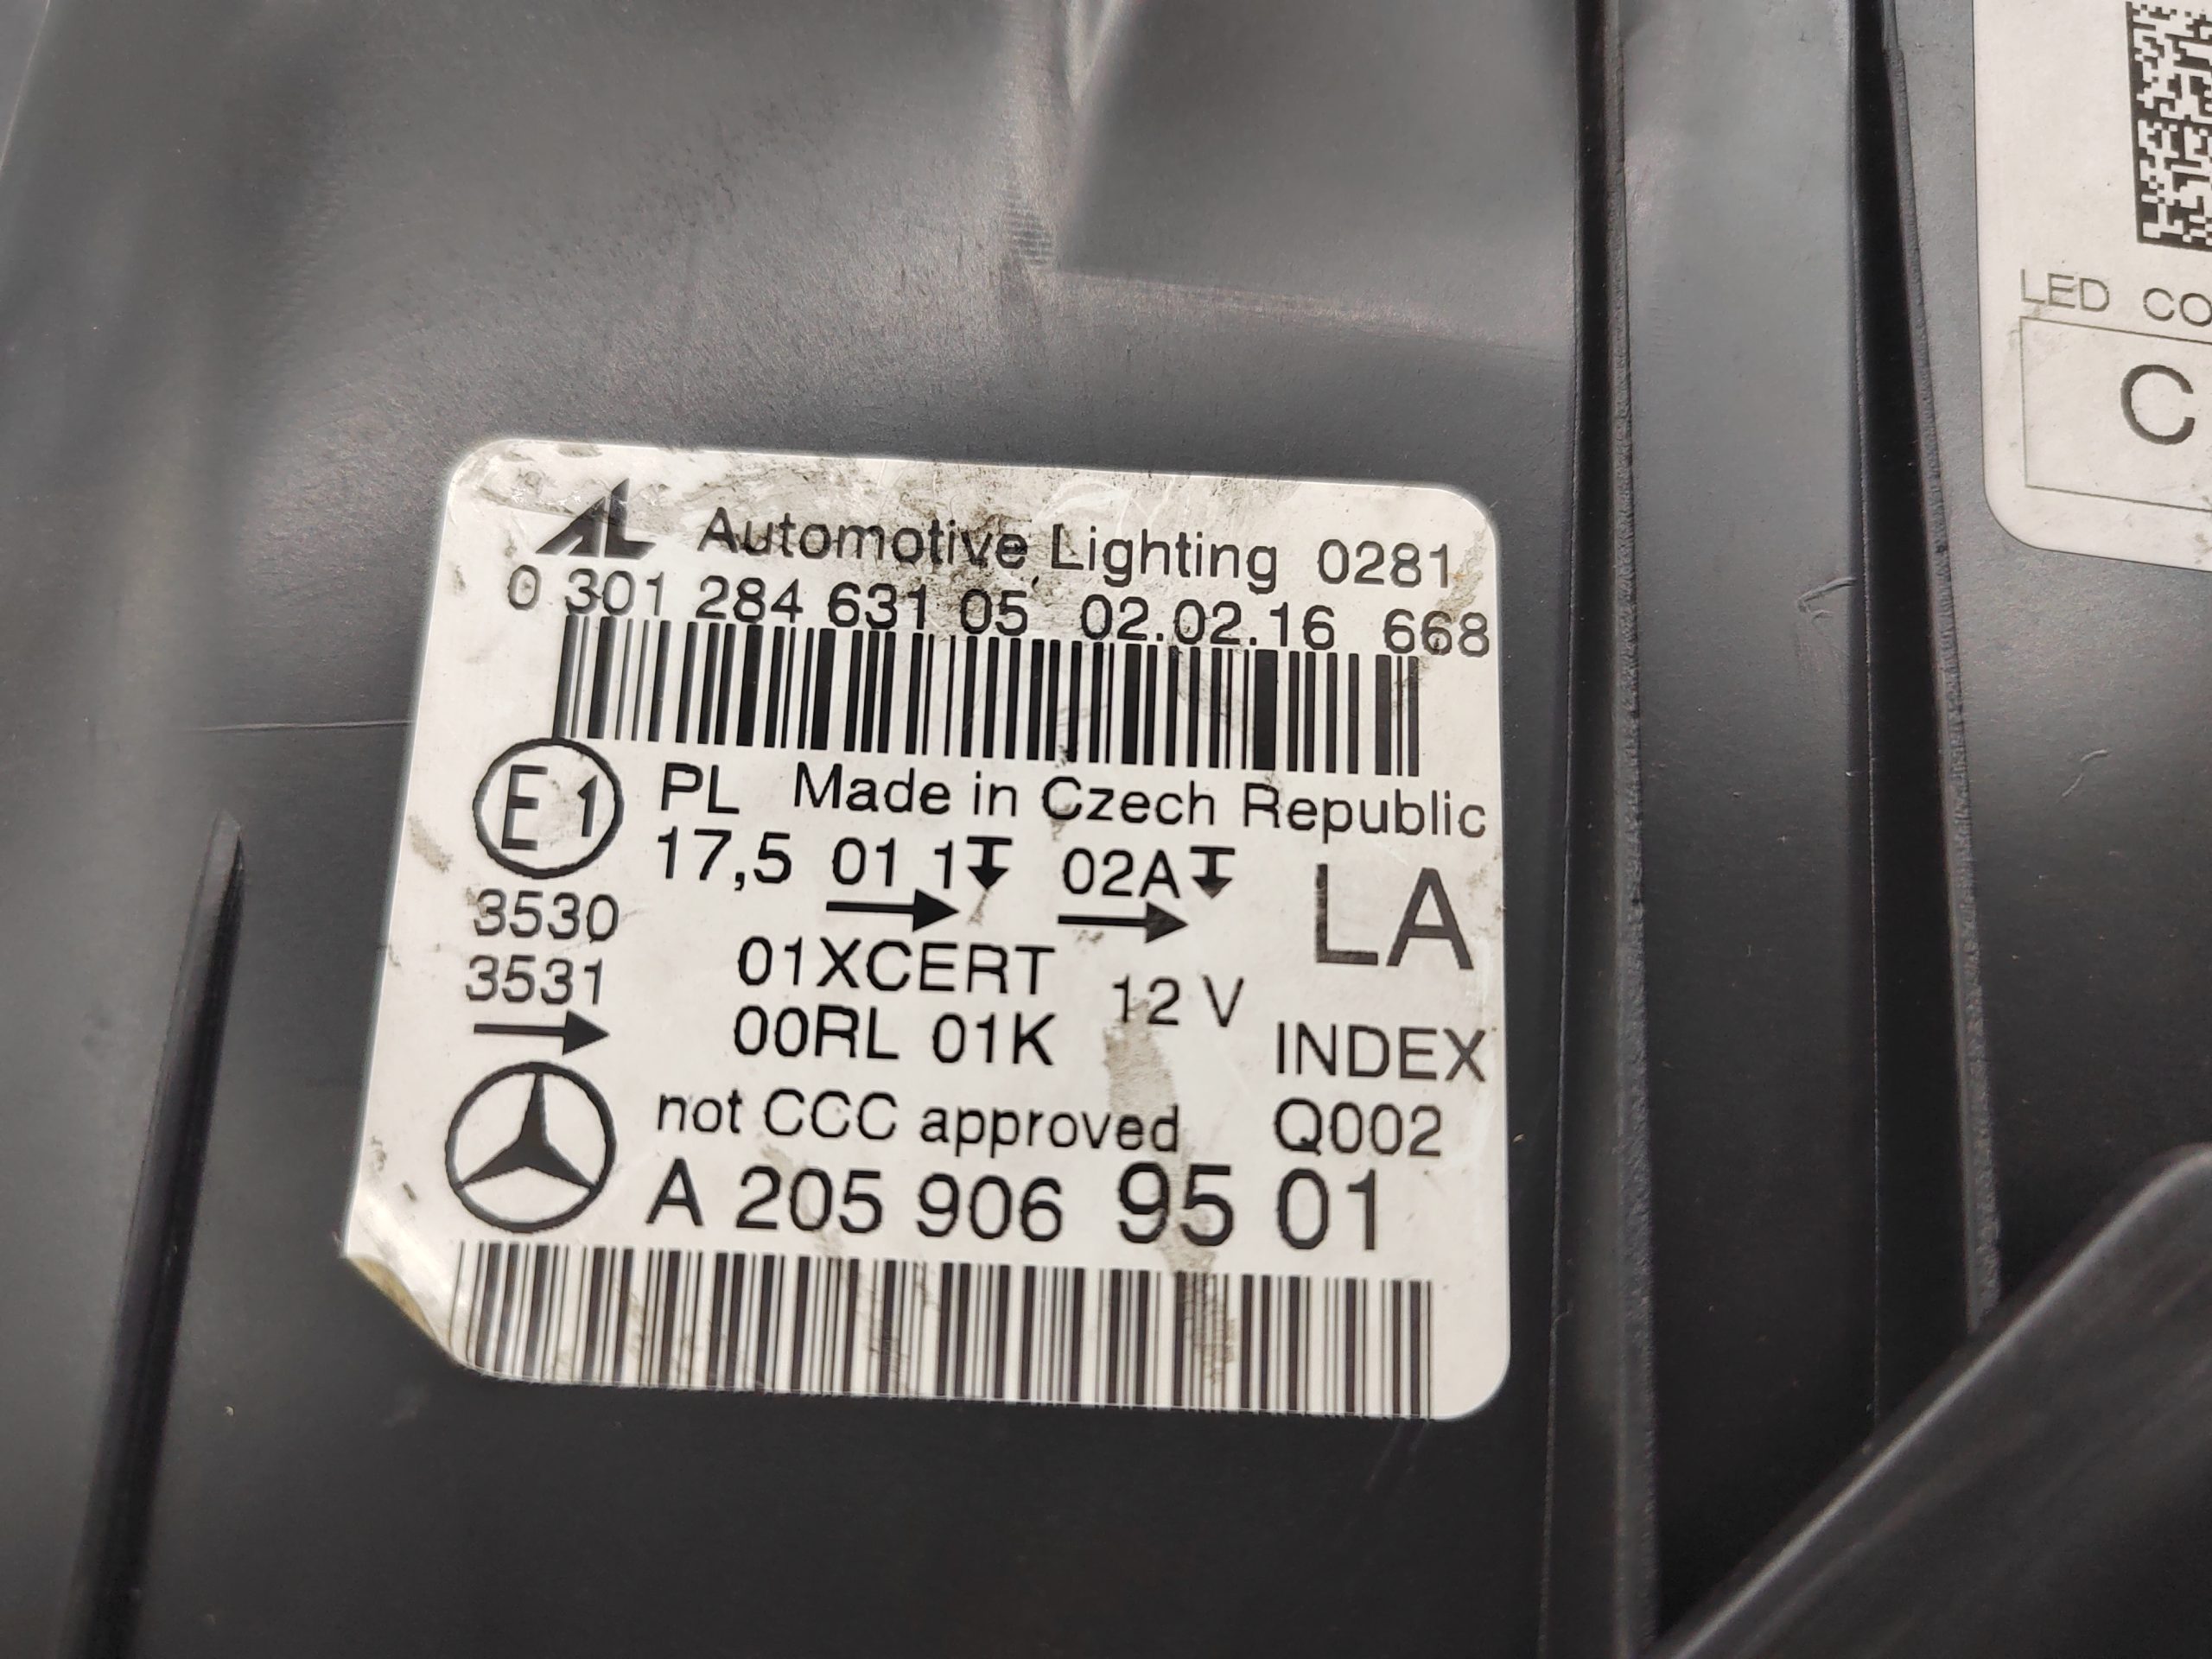 AL Automotive Lighting 0281
0 301 284 631 05 02.02.16 668
E1 PL Made in Czech Republic
17,5 01 1 02A LA
3530
3531
01XCERT 12 V
00RL 01K INDEX
not CCC approved Q002
A 205 906 95 01
LED CO
C